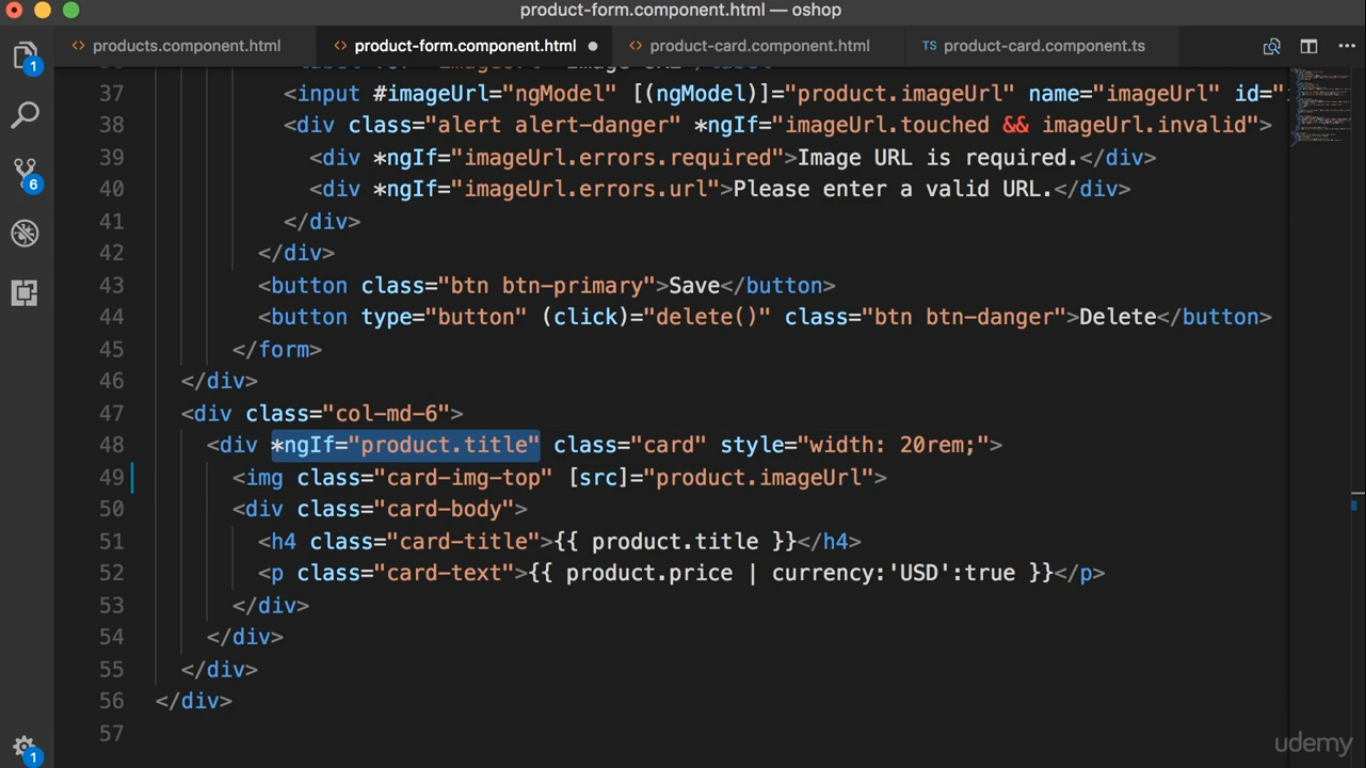 product-form.component.html — oshop
<> products.component.html
<> product-form.component.html ●
<> product-card.component.html
TS product-card.component.ts
1
6
1
37 <input #imageUrl="ngModel" [(ngModel)]="product.imageUrl" name="imageUrl" id="
38 <div class="alert alert-danger" *ngIf="imageUrl.touched && imageUrl.invalid">
39 <div *ngIf="imageUrl.errors.required">Image URL is required.</div>
40 <div *ngIf="imageUrl.errors.url">Please enter a valid URL.</div>
41 </div>
42 </div>
43 <button class="btn btn-primary">Save</button>
44 <button type="button" (click)="delete()" class="btn btn-danger">Delete</button>
45 </form>
46 </div>
47 <div class="col-md-6">
48 <div *ngIf="product.title" class="card" style="width: 20rem;">
49 <img class="card-img-top" [src]="product.imageUrl">
50 <div class="card-body">
51 <h4 class="card-title">{{ product.title }}</h4>
52 <p class="card-text">{{ product.price | currency:'USD':true }}</p>
53 </div>
54 </div>
55 </div>
56 </div>
57
udemy